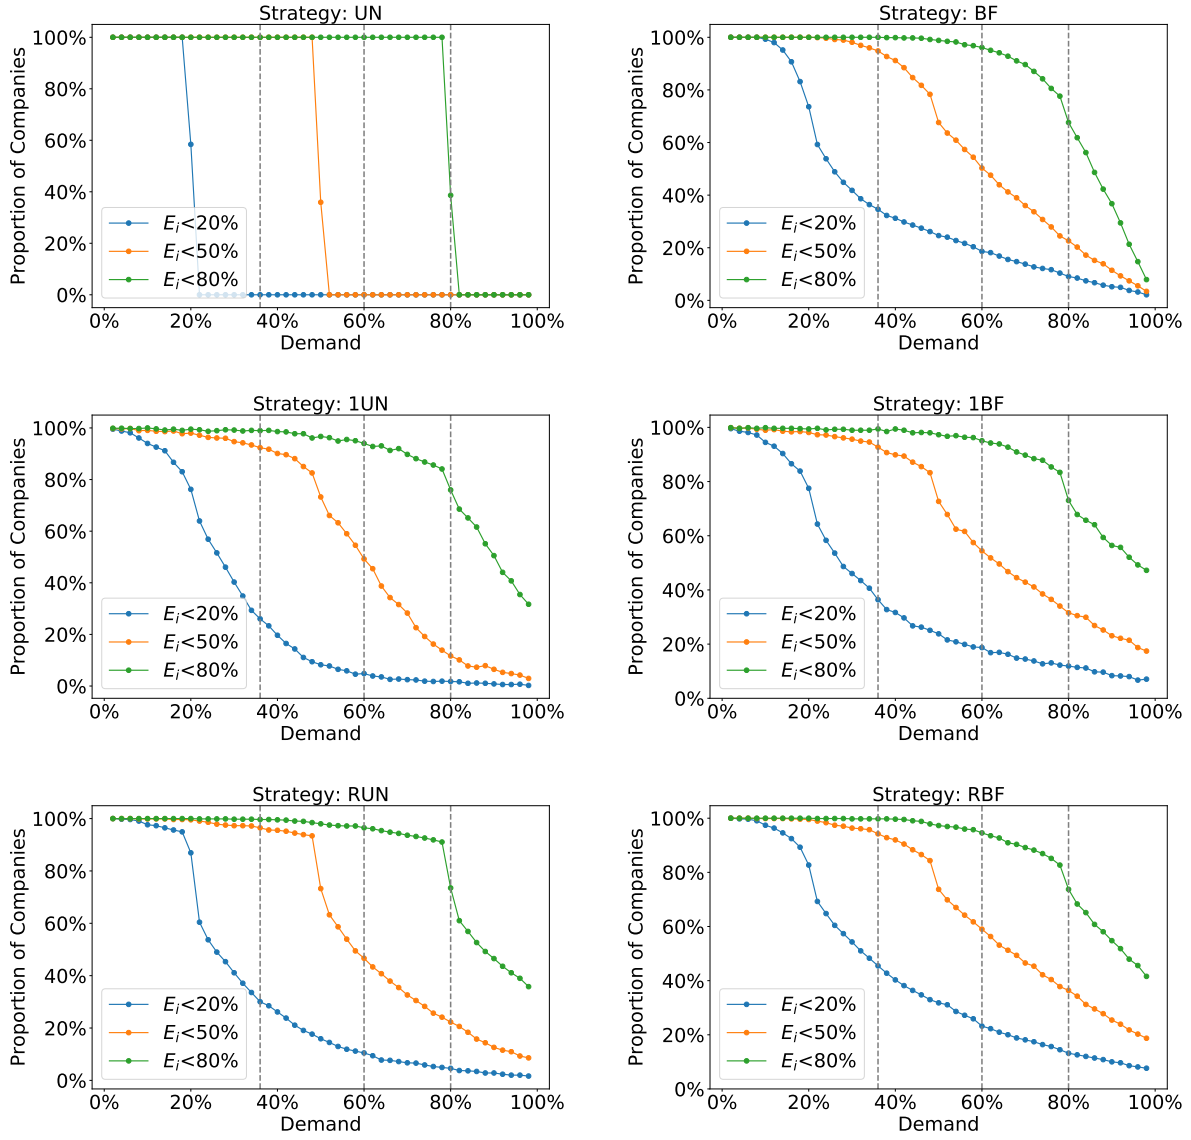 Strategy: UN
Proportion of Companies
100%
80%
60%
40%
20%
0%
E_i<20%
E_i<50%
E_i<80%
0% 20% 40% 60% 80% 100%
Demand
Strategy: BF
Proportion of Companies
100%
80%
60%
40%
20%
0%
E_i<20%
E_i<50%
E_i<80%
0% 20% 40% 60% 80% 100%
Demand
Strategy: 1UN
Proportion of Companies
100%
80%
60%
40%
20%
0%
E_i<20%
E_i<50%
E_i<80%
0% 20% 40% 60% 80% 100%
Demand
Strategy: 1BF
Proportion of Companies
100%
80%
60%
40%
20%
0%
E_i<20%
E_i<50%
E_i<80%
0% 20% 40% 60% 80% 100%
Demand
Strategy: RUN
Proportion of Companies
100%
80%
60%
40%
20%
0%
E_i<20%
E_i<50%
E_i<80%
0% 20% 40% 60% 80% 100%
Demand
Strategy: RBF
Proportion of Companies
100%
80%
60%
40%
20%
0%
E_i<20%
E_i<50%
E_i<80%
0% 20% 40% 60% 80% 100%
Demand